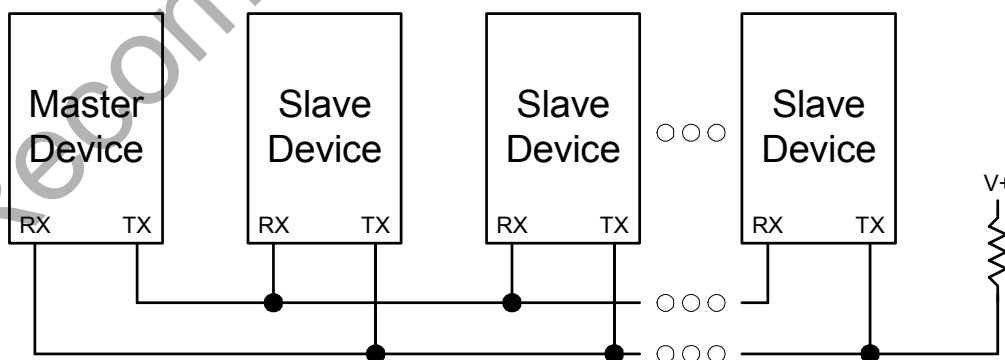 Master
Device
Slave
Device
Slave
Device
Slave
Device
V+
RX TX RX TX RX TX RX TX